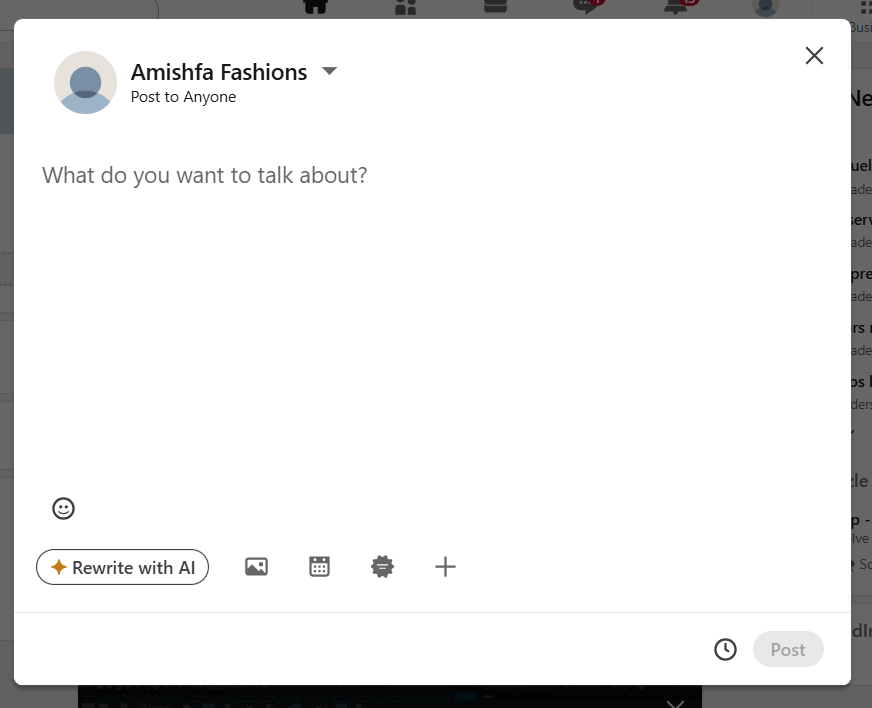 Amishfa Fashions
Post to Anyone
What do you want to talk about?
Rewrite with AI
Post